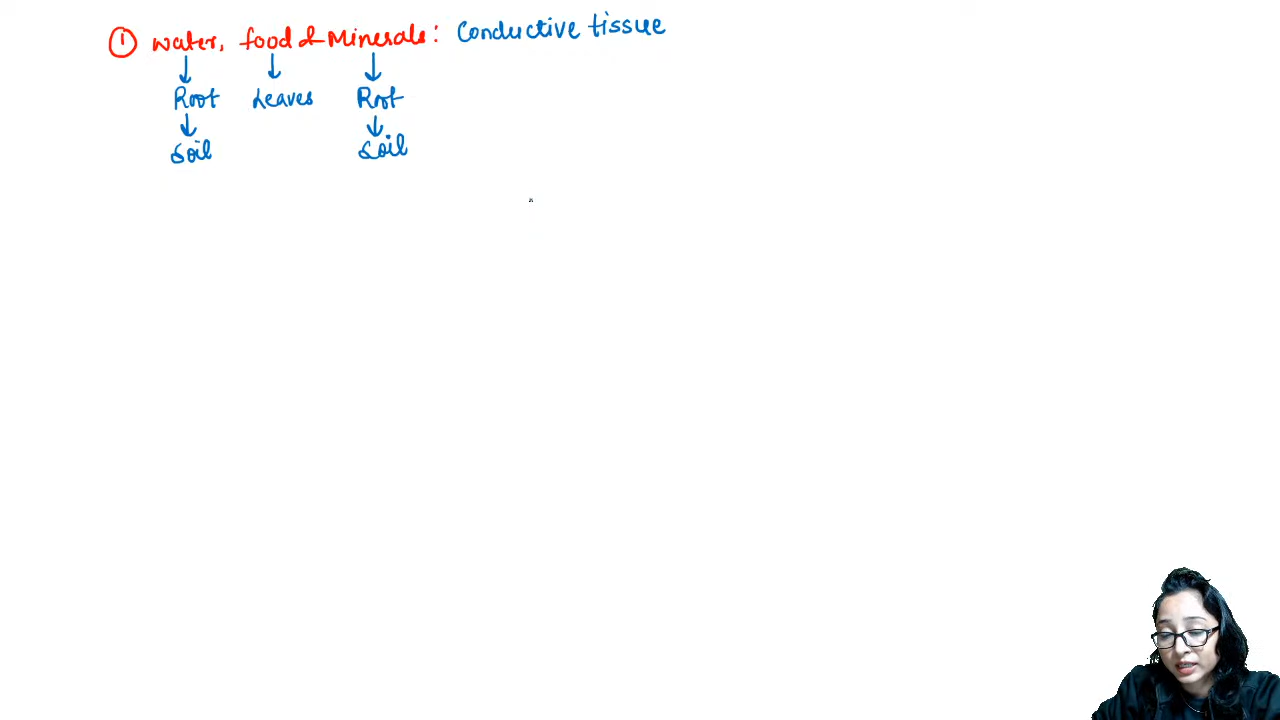 ① water, food & Minerals: Conductive tissue
↓ ↓ ↓
Root Leaves Root
↓ ↓
Soil Soil